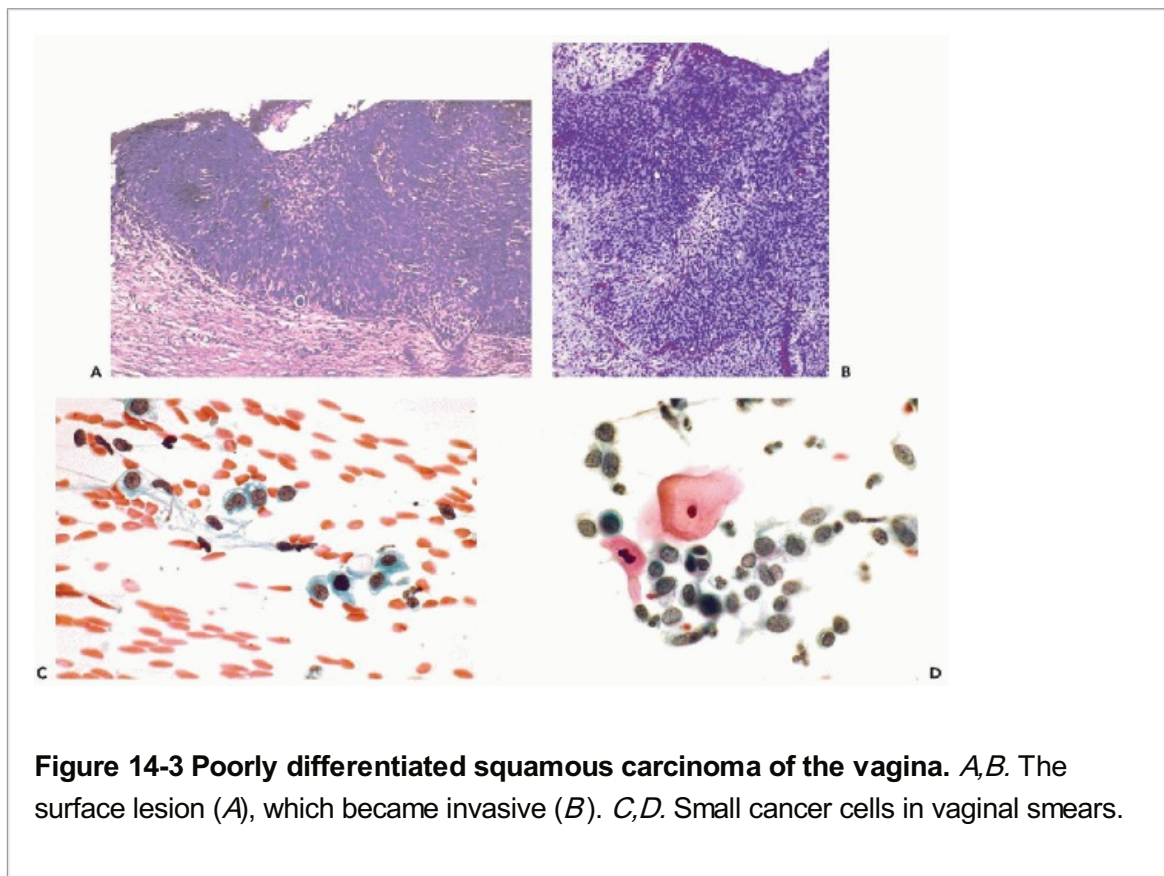 A
B
C
D
Figure 14-3 Poorly differentiated squamous carcinoma of the vagina. A,B. The
surface lesion (A), which became invasive (B). C,D. Small cancer cells in vaginal smears.